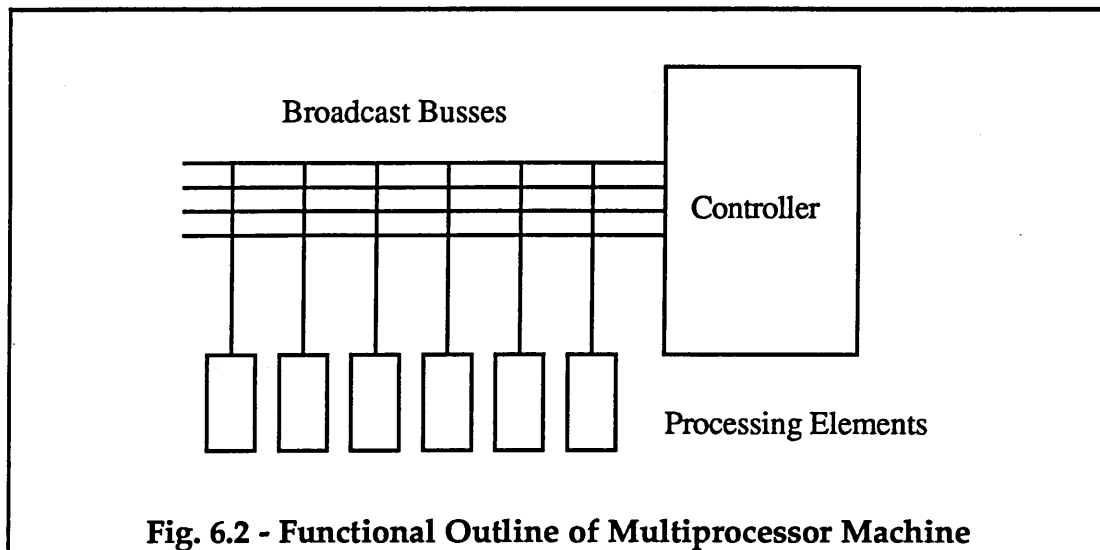 Broadcast Busses
Controller
Processing Elements
Fig. 6.2 - Functional Outline of Multiprocessor Machine